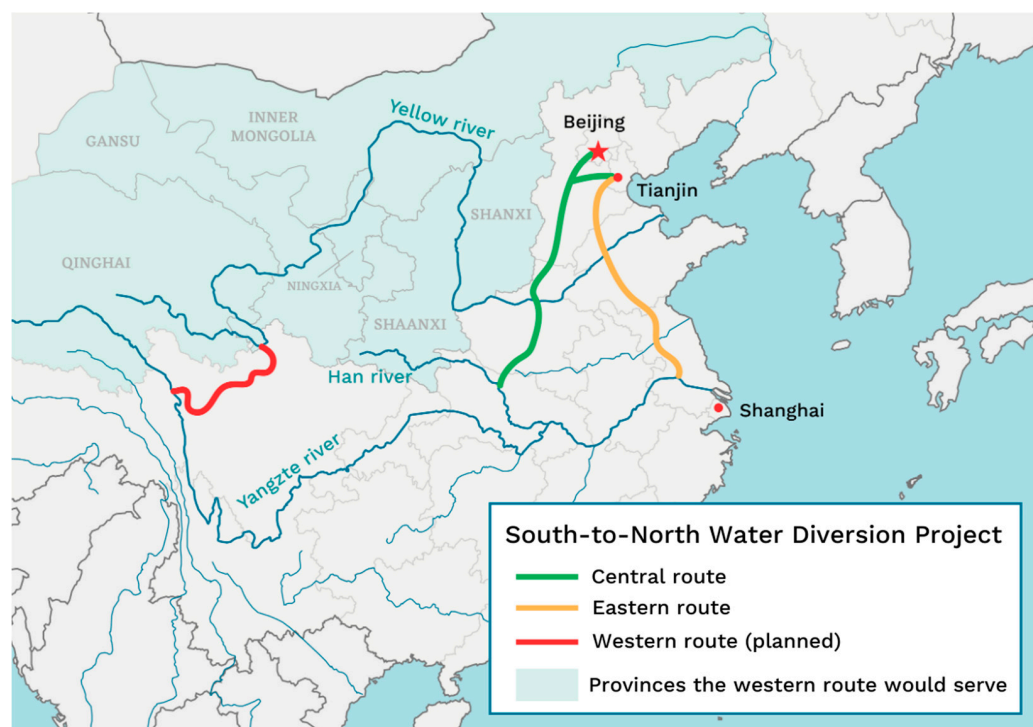 Yellow river
Beijing
INNER
MONGOLIA
GANSU
Tianjin
SHANXI
QINGHAI
NINGXIA
SHAANXI
Han river
Shanghai
Yangzte river
South-to-North Water Diversion Project
Central route
Eastern route
Western route (planned)
Provinces the western route would serve